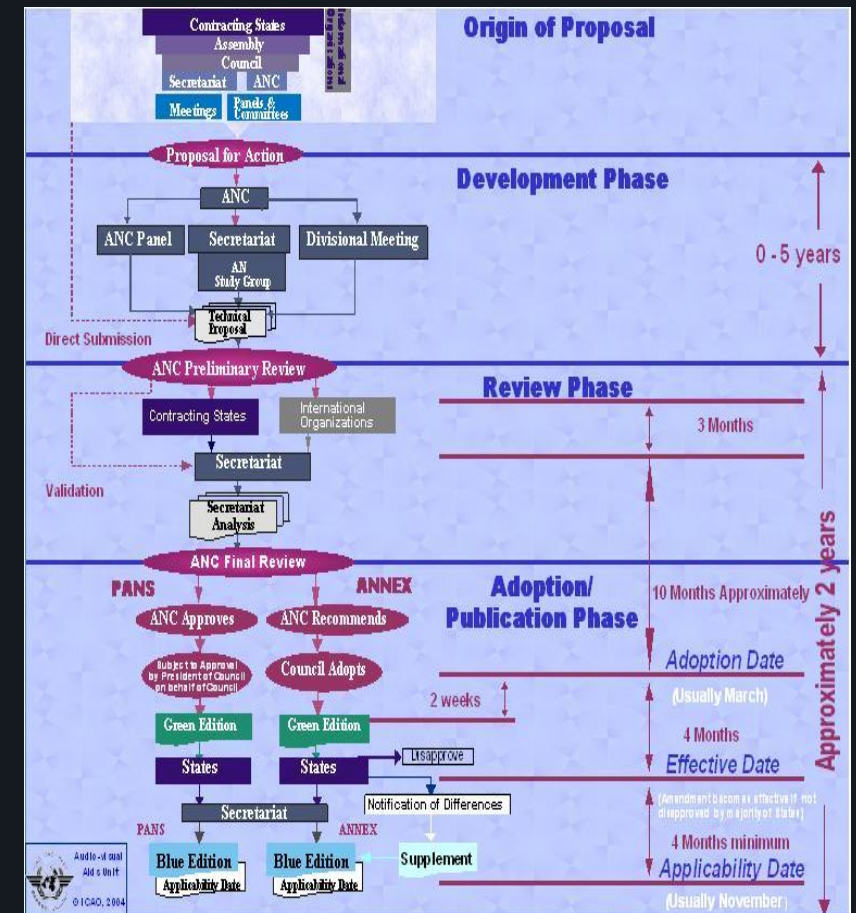 Origin of Proposal
Contracting States
Assembly
Council
Secretariat
ANC
Meetings
Panels &
Committees
Proposal for Action
Development Phase
ANC
ANC Panel
Secretariat
Divisional Meeting
AN
Study Group
0 - 5 years
Technical
Proposal
Direct Submission
ANC Preliminary Review
Review Phase
Contracting States
International
Organizations
3 Months
Secretariat
Validation
Secretariat
Analysis
ANC Final Review
PANS
ANNEX
Adoption/
Publication Phase
10 Months Approximately
Approximately 2 years
ANC Approves
ANC Recommends
Subject to Approval
by President of Council
on behalf of Council
Council Adopts
Adoption Date
(Usually March)
2 weeks
Green Edition
Green Edition
4 Months
States
States
Disapprove
Effective Date
Notification of Differences
(Amendment becomes effective if not
disapproved by majority of States)
Secretariat
PANS
ANNEX
4 Months minimum
Blue Edition
Blue Edition
Supplement
Applicability Date
Applicability Date
Applicability Date
(Usually November)
Audio-visual
Aids Unit
© ICAO, 2004